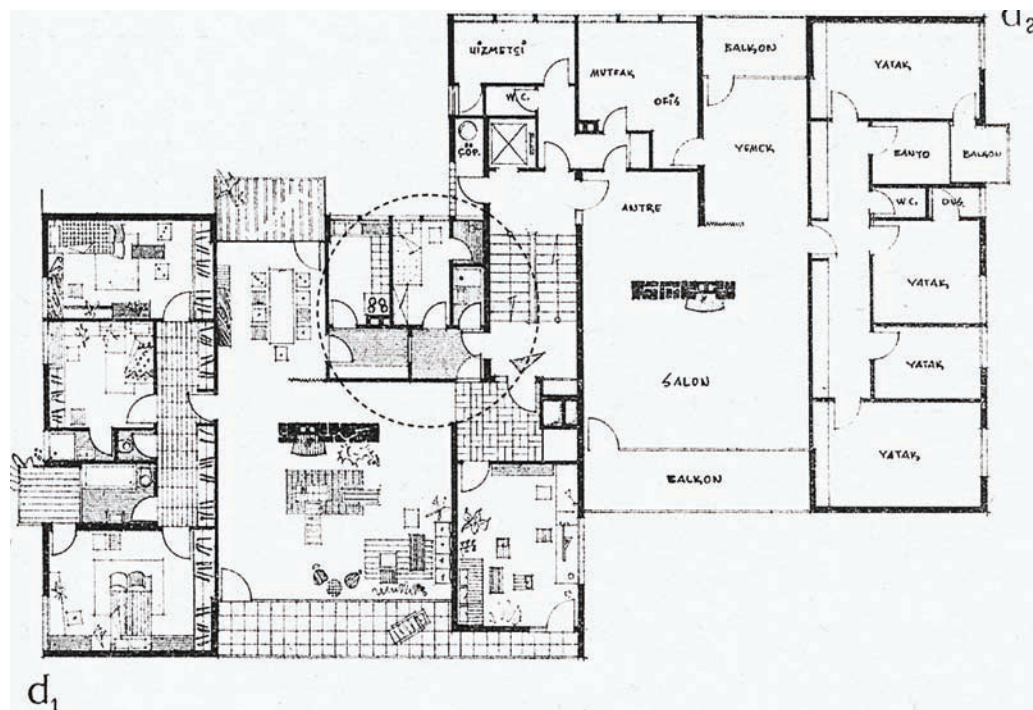 d₂
HİZMETÇİ
MUTFAK
OFİS
BALKON
YATAK
W.C.
ÇÖP.
YEMEK
BANYO
BALKON
ANTRE
W.C.
DUŞ
YATAK
YATAK
SALON
YATAK
BALKON
d₁